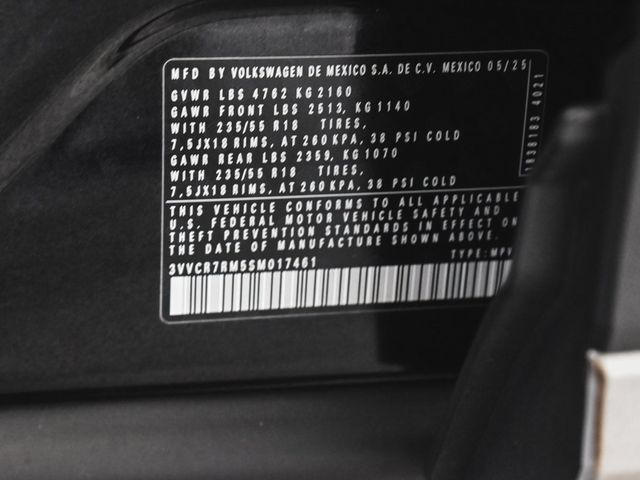 MFD BY VOLKSWAGEN DE MEXICO S.A. DE C.V. MEXICO 05/25
GVWR LBS 4762 KG 2160
GAWR FRONT LBS 2513, KG 1140
WITH 235/55 R18 TIRES,
7,5JX18 RIMS, AT 260 KPA, 38 PSI COLD
GAWR REAR LBS 2359, KG 1070
WITH 235/55 R18 TIRES,
7,5JX18 RIMS, AT 260 KPA, 38 PSI COLD
THIS VEHICLE CONFORMS TO ALL APPLICABLE
U.S. FEDERAL MOTOR VEHICLE SAFETY AND
THEFT PREVENTION STANDARDS IN EFFECT ON
THE DATE OF MANUFACTURE SHOWN ABOVE.
3VVCR7RM5SM017461 TYPE: MPV
4021